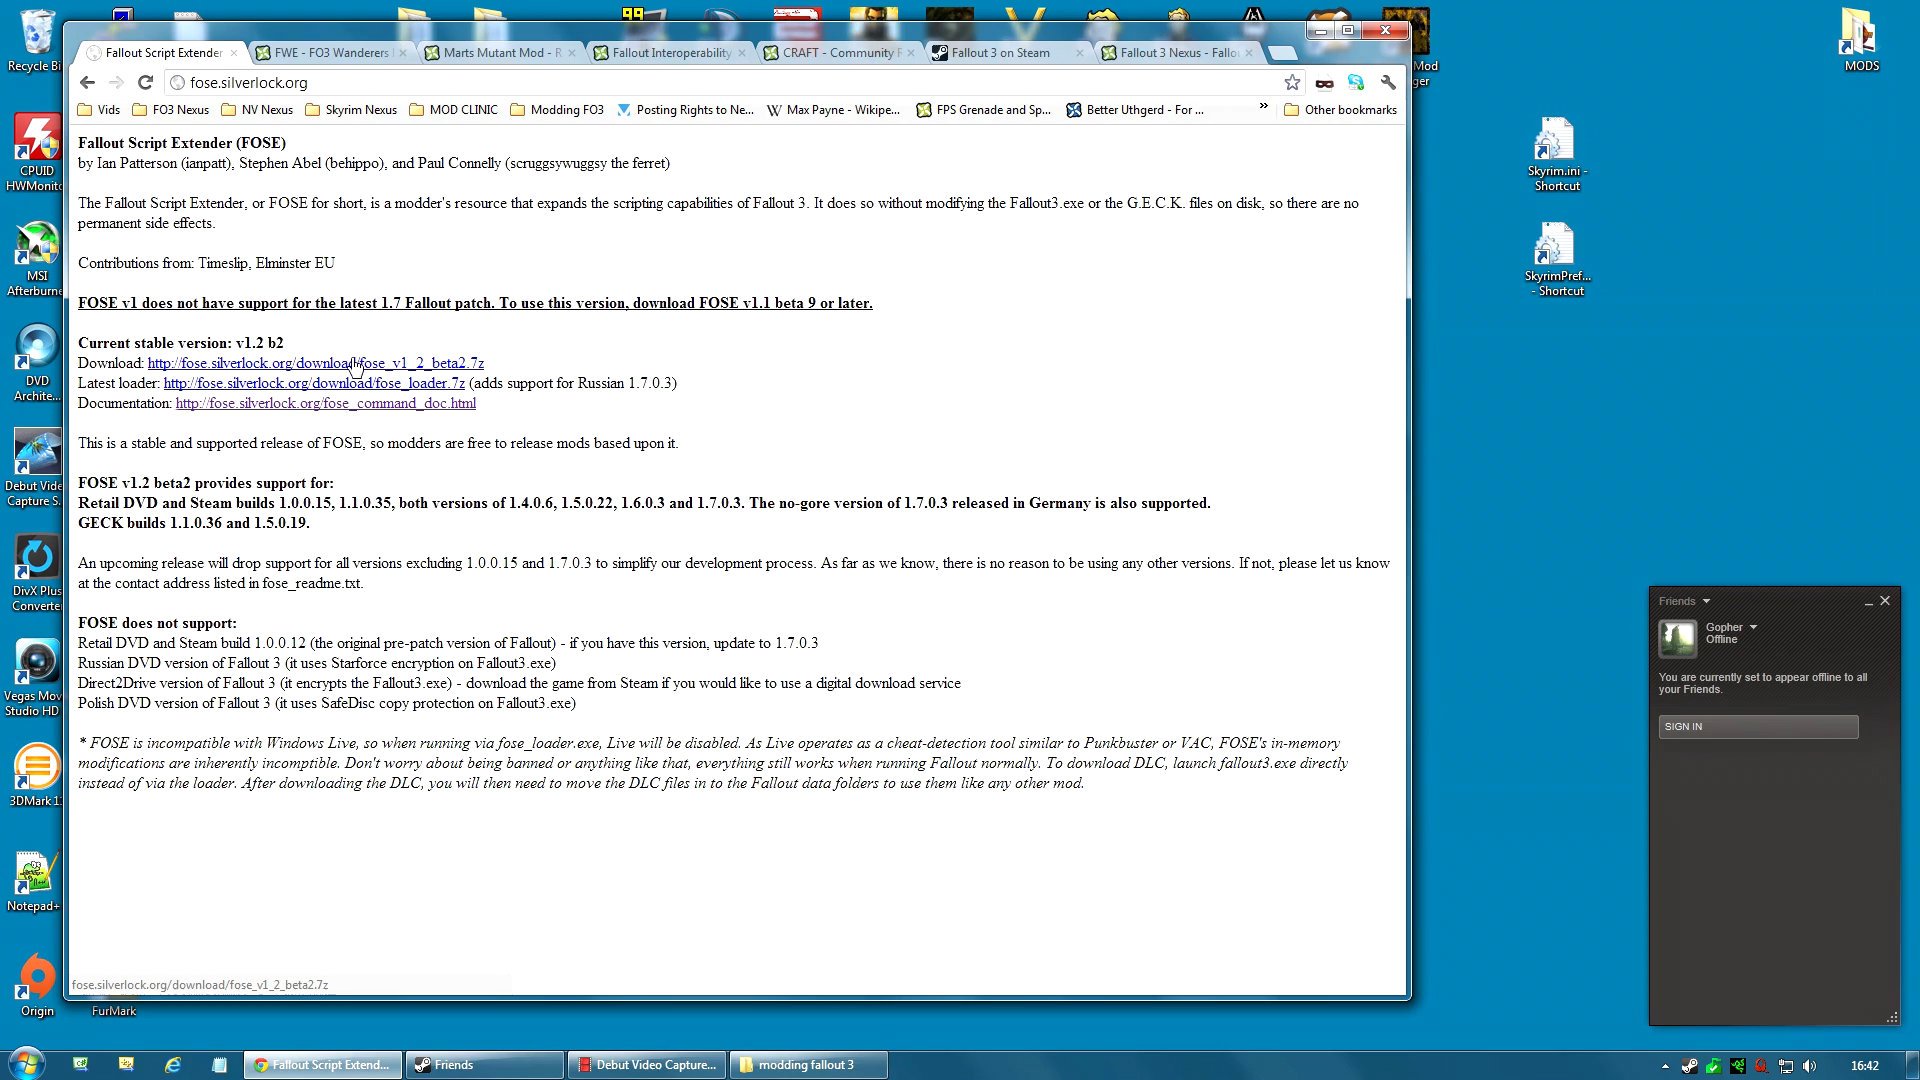 Recycle Bi
Mod
ger
MODS
Fallout Script Extender
FWE - FO3 Wanderers
Marts Mutant Mod - R
Fallout Interoperability
CRAFT - Community
Fallout 3 on Steam
Fallout 3 Nexus - Fallo
fose.silverlock.org
Vids
FO3 Nexus
NV Nexus
Skyrim Nexus
MOD CLINIC
Modding FO3
Posting Rights to Ne...
Max Payne - Wikipe...
FPS Grenade and Sp...
Better Uthgerd - For ...
»
Other bookmarks
Fallout Script Extender (FOSE)
by Ian Patterson (ianpatt), Stephen Abel (behippo), and Paul Connelly (scruggsywuggsy the ferret)
The Fallout Script Extender, or FOSE for short, is a modder's resource that expands the scripting capabilities of Fallout 3. It does so without modifying the Fallout3.exe or the G.E.C.K. files on disk, so there are no
permanent side effects.
Contributions from: Timeslip, Elminster EU
FOSE v1 does not have support for the latest 1.7 Fallout patch. To use this version, download FOSE v1.1 beta 9 or later.
Current stable version: v1.2 b2
Download: http://fose.silverlock.org/download/fose_v1_2_beta2.7z
Latest loader: http://fose.silverlock.org/download/fose_loader.7z (adds support for Russian 1.7.0.3)
Documentation: http://fose.silverlock.org/fose_command_doc.html
This is a stable and supported release of FOSE, so modders are free to release mods based upon it.
FOSE v1.2 beta2 provides support for:
Retail DVD and Steam builds 1.0.0.15, 1.1.0.35, both versions of 1.4.0.6, 1.5.0.22, 1.6.0.3 and 1.7.0.3. The no-gore version of 1.7.0.3 released in Germany is also supported.
GECK builds 1.1.0.36 and 1.5.0.19.
An upcoming release will drop support for all versions excluding 1.0.0.15 and 1.7.0.3 to simplify our development process. As far as we know, there is no reason to be using any other versions. If not, please let us know
at the contact address listed in fose_readme.txt.
FOSE does not support:
Retail DVD and Steam build 1.0.0.12 (the original pre-patch version of Fallout) - if you have this version, update to 1.7.0.3
Russian DVD version of Fallout 3 (it uses Starforce encryption on Fallout3.exe)
Direct2Drive version of Fallout 3 (it encrypts the Fallout3.exe) - download the game from Steam if you would like to use a digital download service
Polish DVD version of Fallout 3 (it uses SafeDisc copy protection on Fallout3.exe)
* FOSE is incompatible with Windows Live, so when running via fose_loader.exe, Live will be disabled. As Live operates as a cheat-detection tool similar to Punkbuster or VAC, FOSE's in-memory
modifications are inherently incomptible. Don't worry about being banned or anything like that, everything still works when running Fallout normally. To download DLC, launch fallout3.exe directly
instead of via the loader. After downloading the DLC, you will then need to move the DLC files in to the Fallout data folders to use them like any other mod.
fose.silverlock.org/download/fose_v1_2_beta2.7z
CPUID
HWMonito
MSI
Afterburne
DVD
Archite...
Debut Vide
Capture S...
DivX Plus
Converte
Vegas Mov
Studio HD
3DMark 1
Notepad+
Origin
FurMark
99
Skyrim.ini -
Shortcut
SkyrimPref...
- Shortcut
Friends
Gopher
Offline
You are currently set to appear offline to all
your Friends.
SIGN IN
Fallout Script Extend...
Friends
Debut Video Capture...
modding fallout 3
16:42